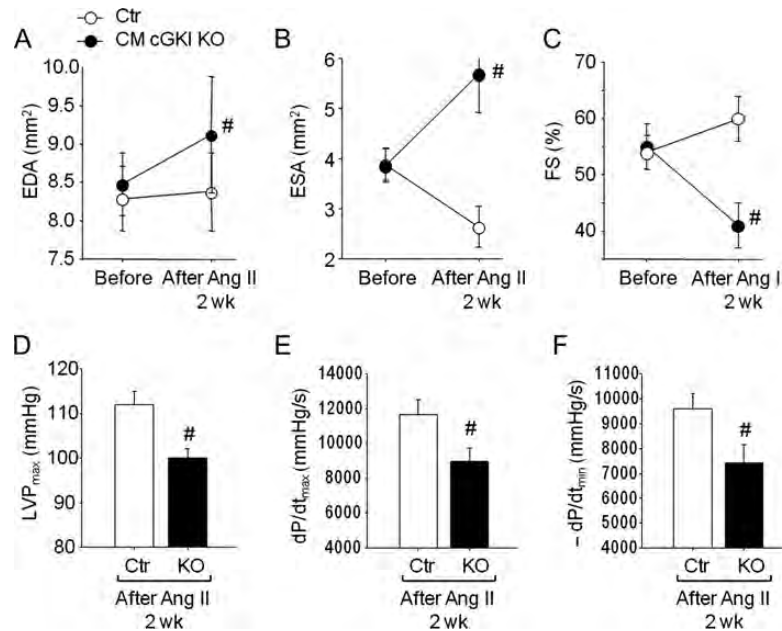 Ctr
CM cGKI KO
A
B
C
EDA (mm²)
10.0
9.5
9.0
8.5
8.0
7.5
#
Before After Ang II
2 wk
ESA (mm²)
6
5
4
3
2
#
Before After Ang II
2 wk
FS (%)
70
60
50
40
#
Before After Ang I
2 wk
D
E
F
LVPmax (mmHg)
120
110
100
90
80
#
Ctr KO
After Ang II
2 wk
dP/dtmax (mmHg/s)
14000
12000
10000
8000
6000
4000
#
Ctr KO
After Ang II
2 wk
– dP/dtmin (mmHg/s)
11000
10000
9000
8000
7000
6000
5000
4000
#
Ctr KO
After Ang II
2 wk